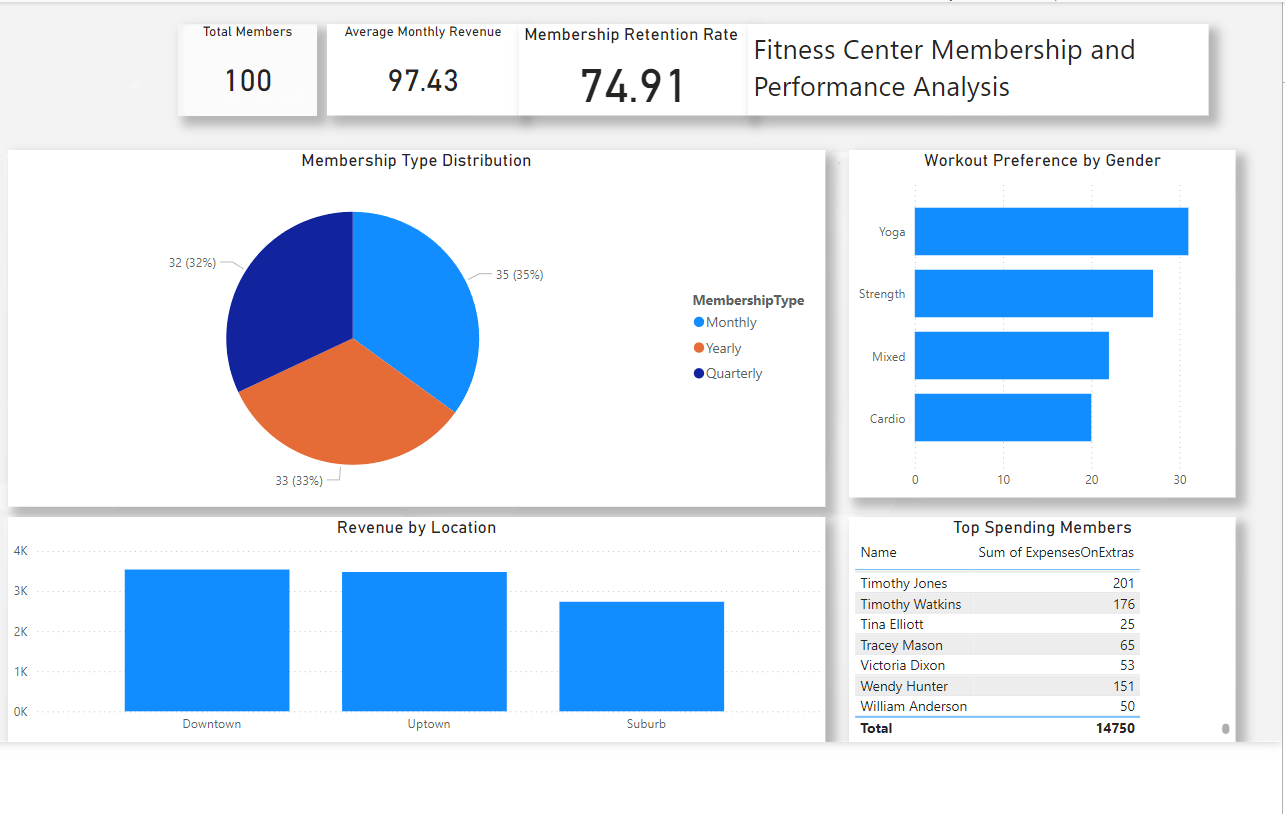 Total Members
100
Average Monthly Revenue
97.43
Membership Retention Rate
74.91
Fitness Center Membership and
Performance Analysis
Membership Type Distribution
32 (32%)
35 (35%)
33 (33%)
MembershipType
Monthly
Yearly
Quarterly
Workout Preference by Gender
Yoga
Strength
Mixed
Cardio
0 10 20 30
Revenue by Location
4K
3K
2K
1K
0K
Downtown Uptown Suburb
Top Spending Members
Name Sum of ExpensesOnExtras
Timothy Jones 201
Timothy Watkins 176
Tina Elliott 25
Tracey Mason 65
Victoria Dixon 53
Wendy Hunter 151
William Anderson 50
Total 14750